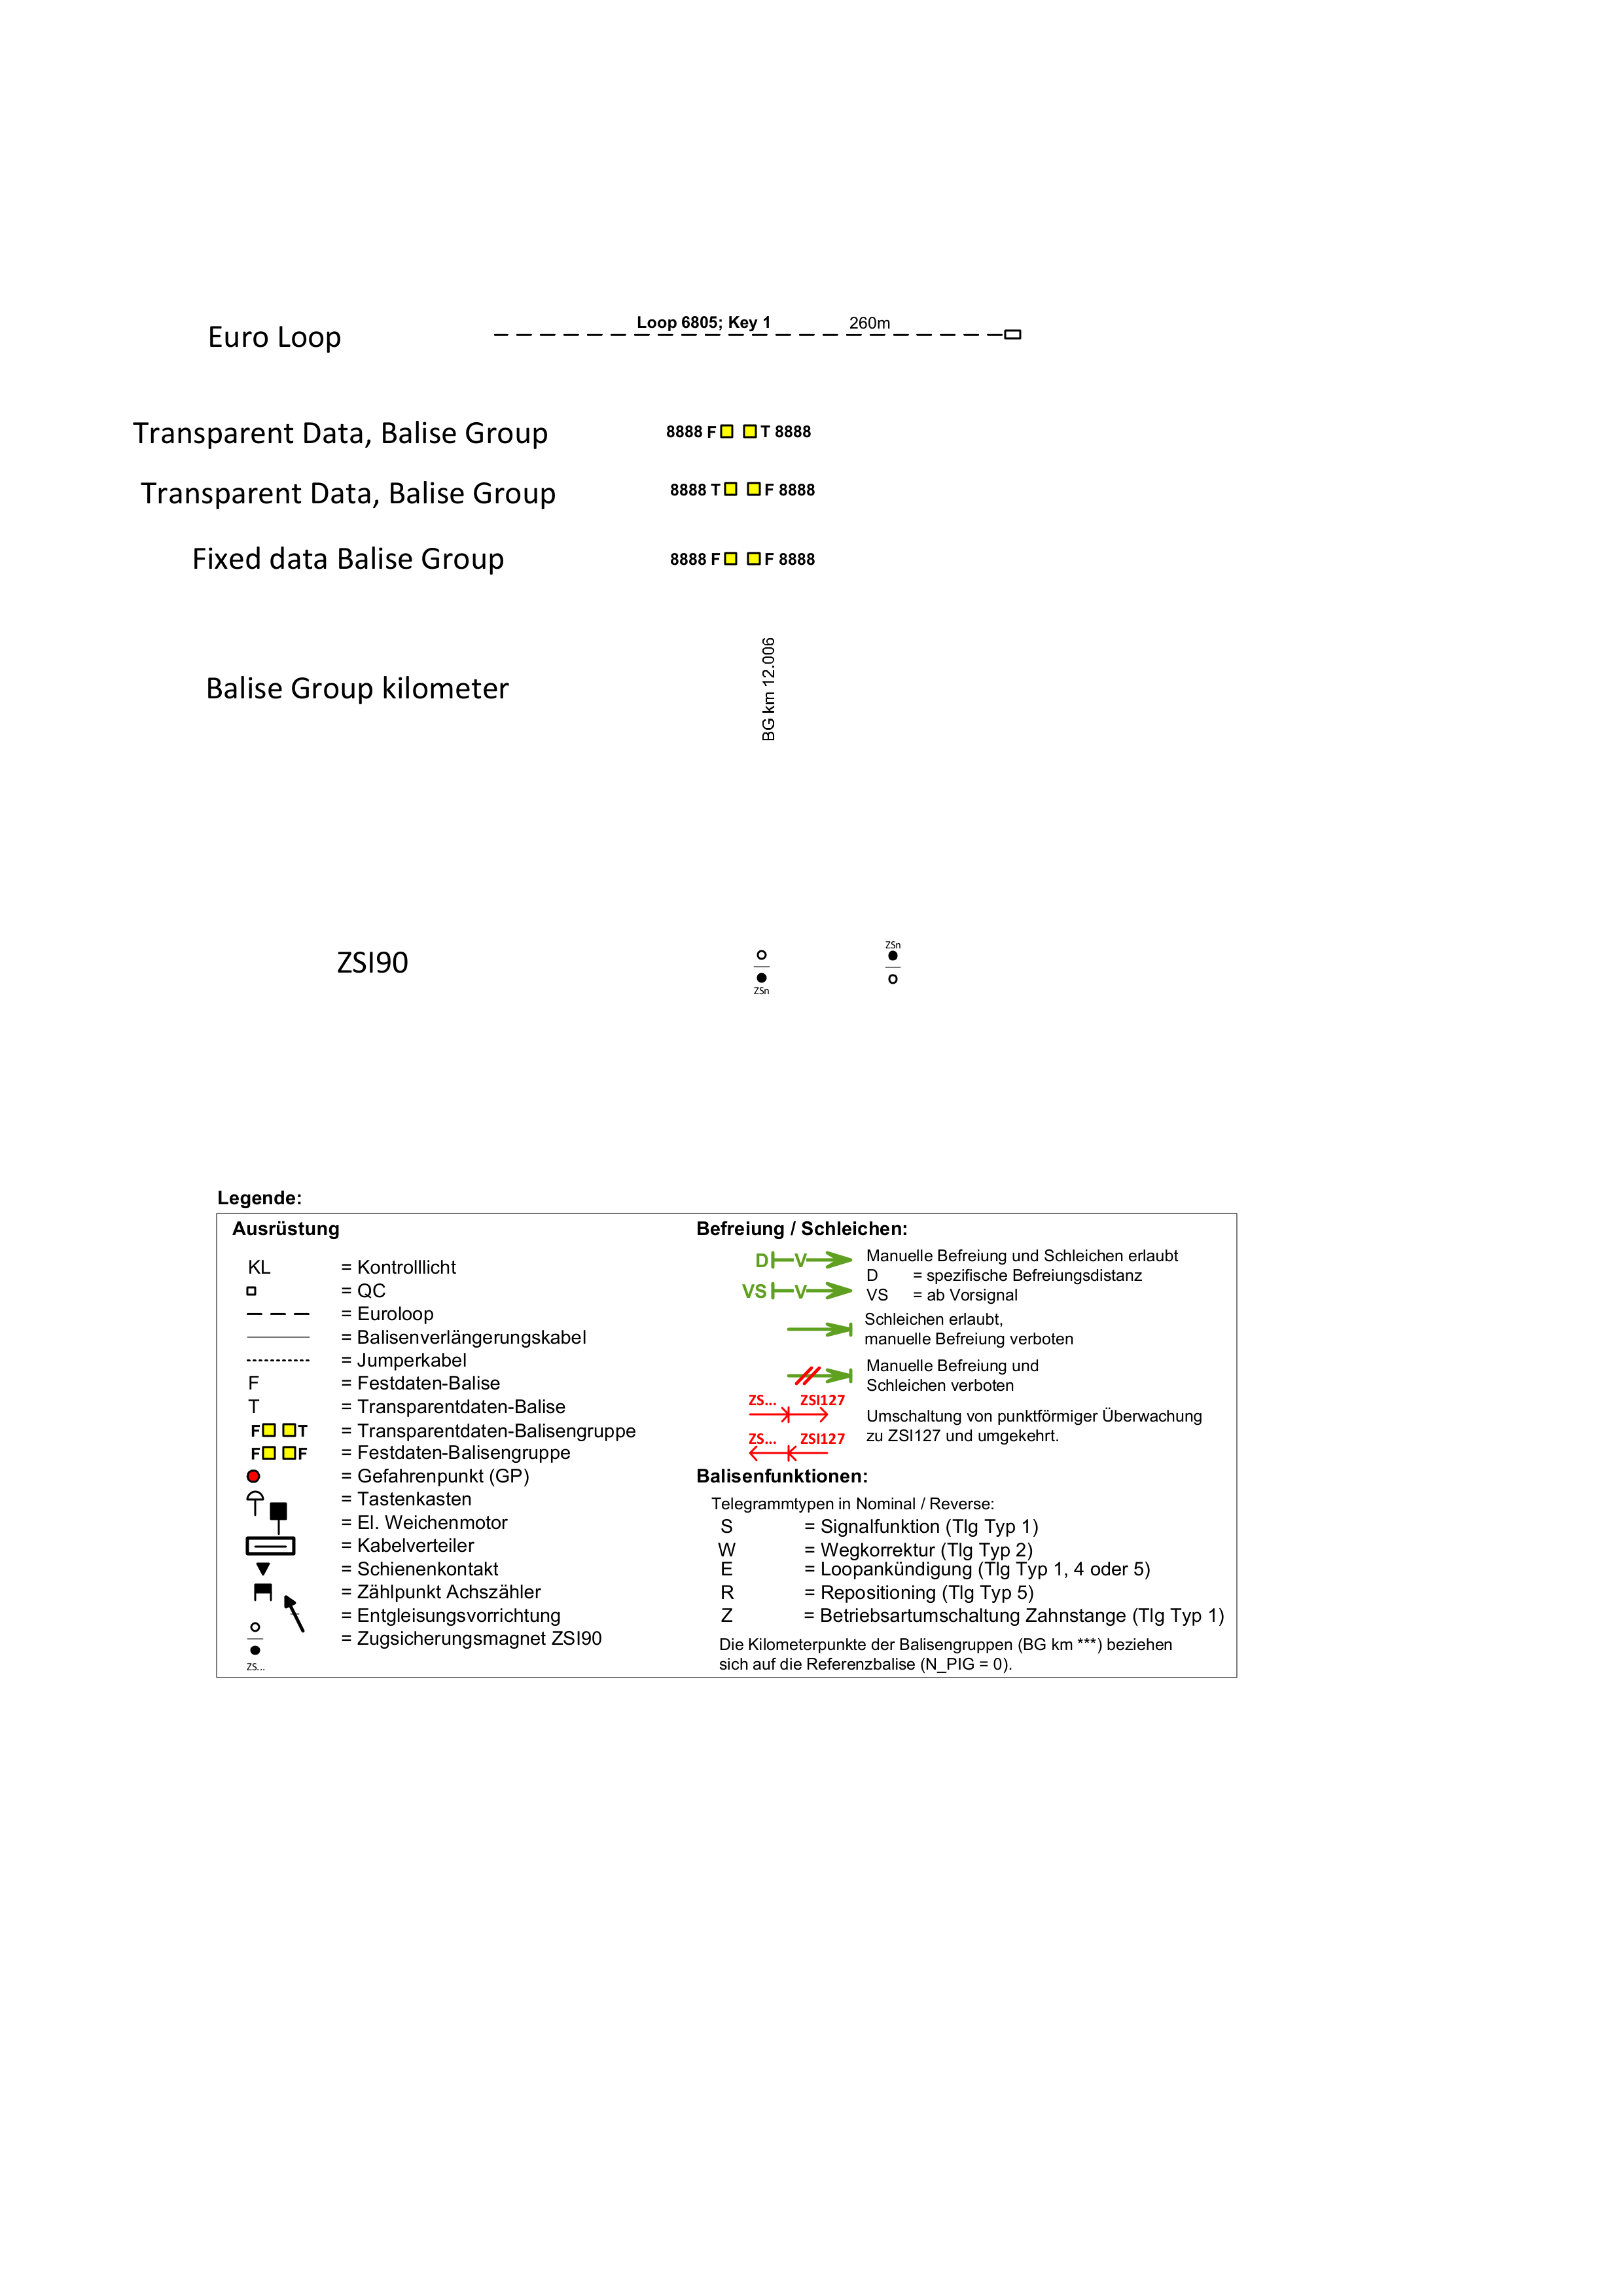 Euro Loop
Loop 6805; Key 1 260m
Transparent Data, Balise Group
8888 F T 8888
Transparent Data, Balise Group
8888 T F 8888
Fixed data Balise Group
8888 F F 8888
Balise Group kilometer
BG km 12.006
ZSI90
ZSn
ZSn
Legende:
Ausrüstung
KL = Kontrolllicht
= QC
= Euroloop
= Balisenverlängerungskabel
= Jumperkabel
F = Festdaten-Balise
T = Transparentdaten-Balise
F T = Transparentdaten-Balisengruppe
F F = Festdaten-Balisengruppe
= Gefahrenpunkt (GP)
= Tastenkasten
= El. Weichenmotor
= Kabelverteiler
= Schienenkontakt
= Zählpunkt Achszähler
= Entgleisungsvorrichtung
= Zugsicherungsmagnet ZSI90
ZS...
Befreiung / Schleichen:
D V Manuelle Befreiung und Schleichen erlaubt
D = spezifische Befreiungsdistanz
VS V VS = ab Vorsignal
Schleichen erlaubt,
manuelle Befreiung verboten
Manuelle Befreiung und
Schleichen verboten
ZS... ZSI127
Umschaltung von punktförmiger Überwachung
zu ZSI127 und umgekehrt.
ZS... ZSI127
Balisenfunktionen:
Telegrammtypen in Nominal / Reverse:
S = Signalfunktion (Tlg Typ 1)
W = Wegkorrektur (Tlg Typ 2)
E = Loopankündigung (Tlg Typ 1, 4 oder 5)
R = Repositioning (Tlg Typ 5)
Z = Betriebsartumschaltung Zahnstange (Tlg Typ 1)
Die Kilometerpunkte der Balisengruppen (BG km ***) beziehen
sich auf die Referenzbalise (N_PIG = 0).